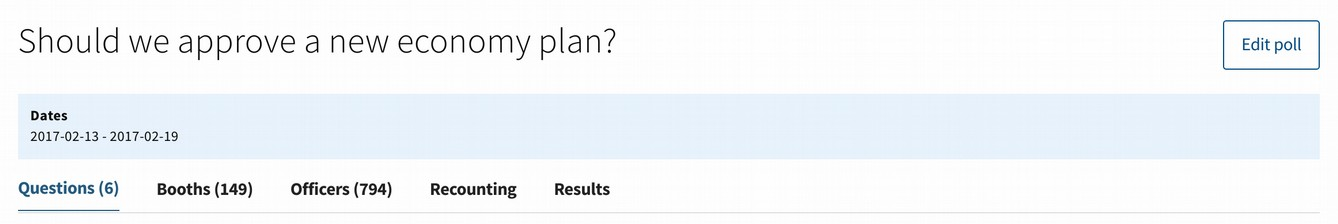 Should we approve a new economy plan?
Edit poll
Dates
2017-02-13 - 2017-02-19
Questions (6) Booths (149) Officers (794) Recounting Results